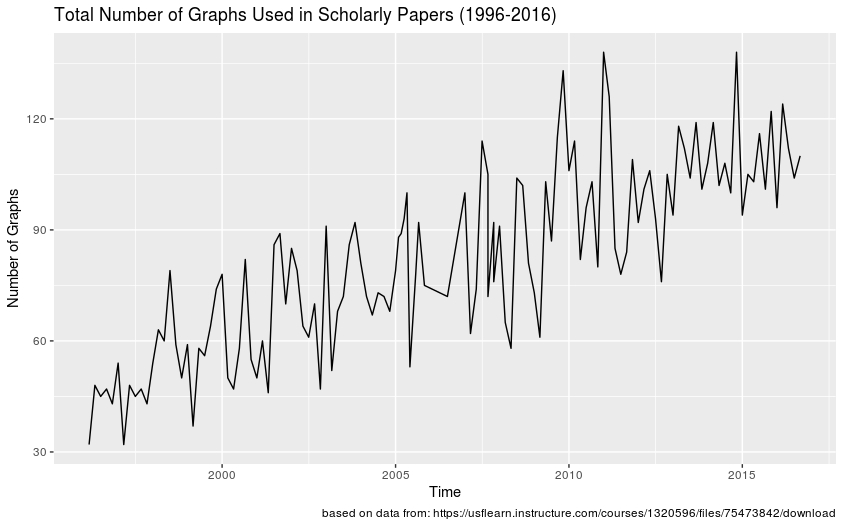 Total Number of Graphs Used in Scholarly Papers (1996-2016)
Number of Graphs
120
90
60
30
2000 2005 2010 2015
Time
based on data from: https://usflearn.instructure.com/courses/1320596/files/75473842/download